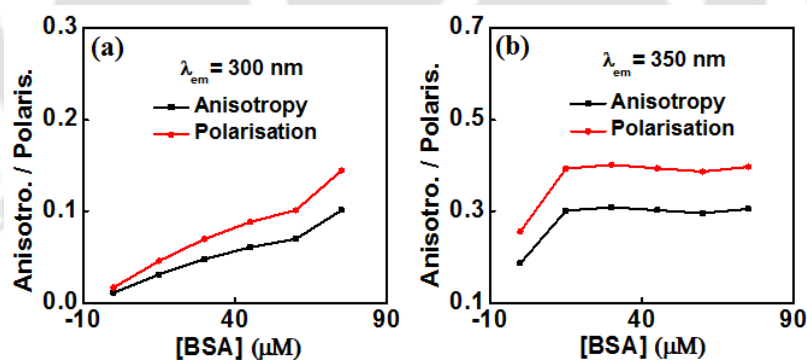 Anisotro. / Polaris.
0.3
0.2
0.1
0.0
(a)
λem = 300 nm
Anisotropy
Polarisation
-10 40 90
[BSA] (μM)
Anisotro. / Polaris.
0.7
0.5
0.3
0.1
(b)
λem = 350 nm
Anisotropy
Polarisation
-10 40 90
[BSA] (μM)